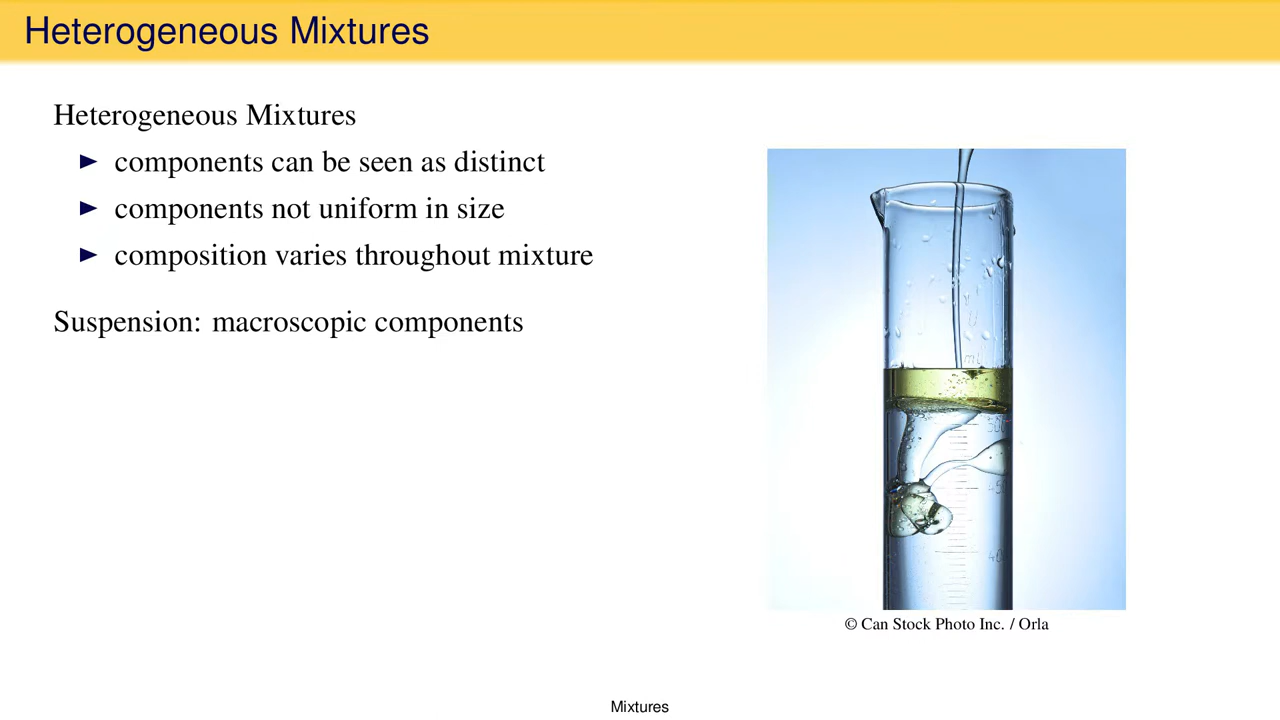 Heterogeneous Mixtures
Heterogeneous Mixtures
► components can be seen as distinct
► components not uniform in size
► composition varies throughout mixture
Suspension: macroscopic components
mL
© Can Stock Photo Inc. / Orla
Mixtures